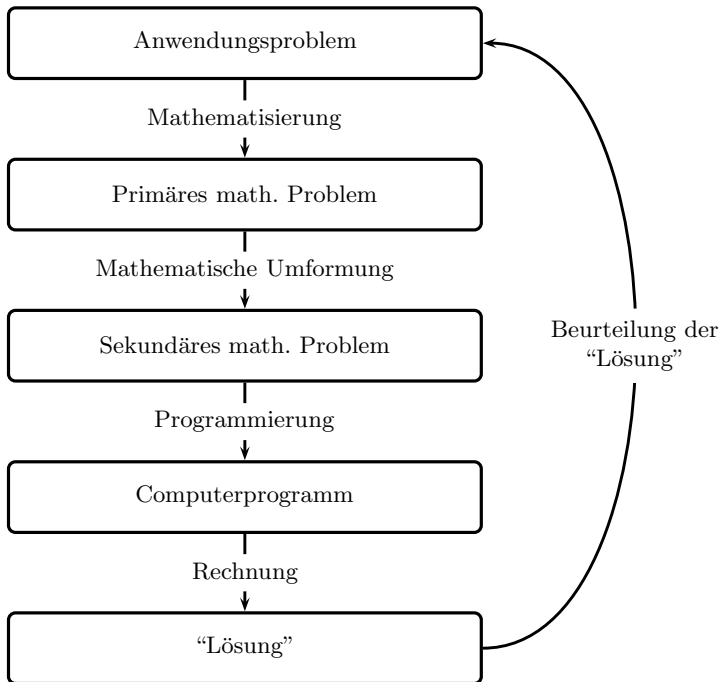 Anwendungsproblem
Mathematisierung
Primäres math. Problem
Mathematische Umformung
Sekundäres math. Problem
Beurteilung der
“Lösung”
Programmierung
Computerprogramm
Rechnung
“Lösung”